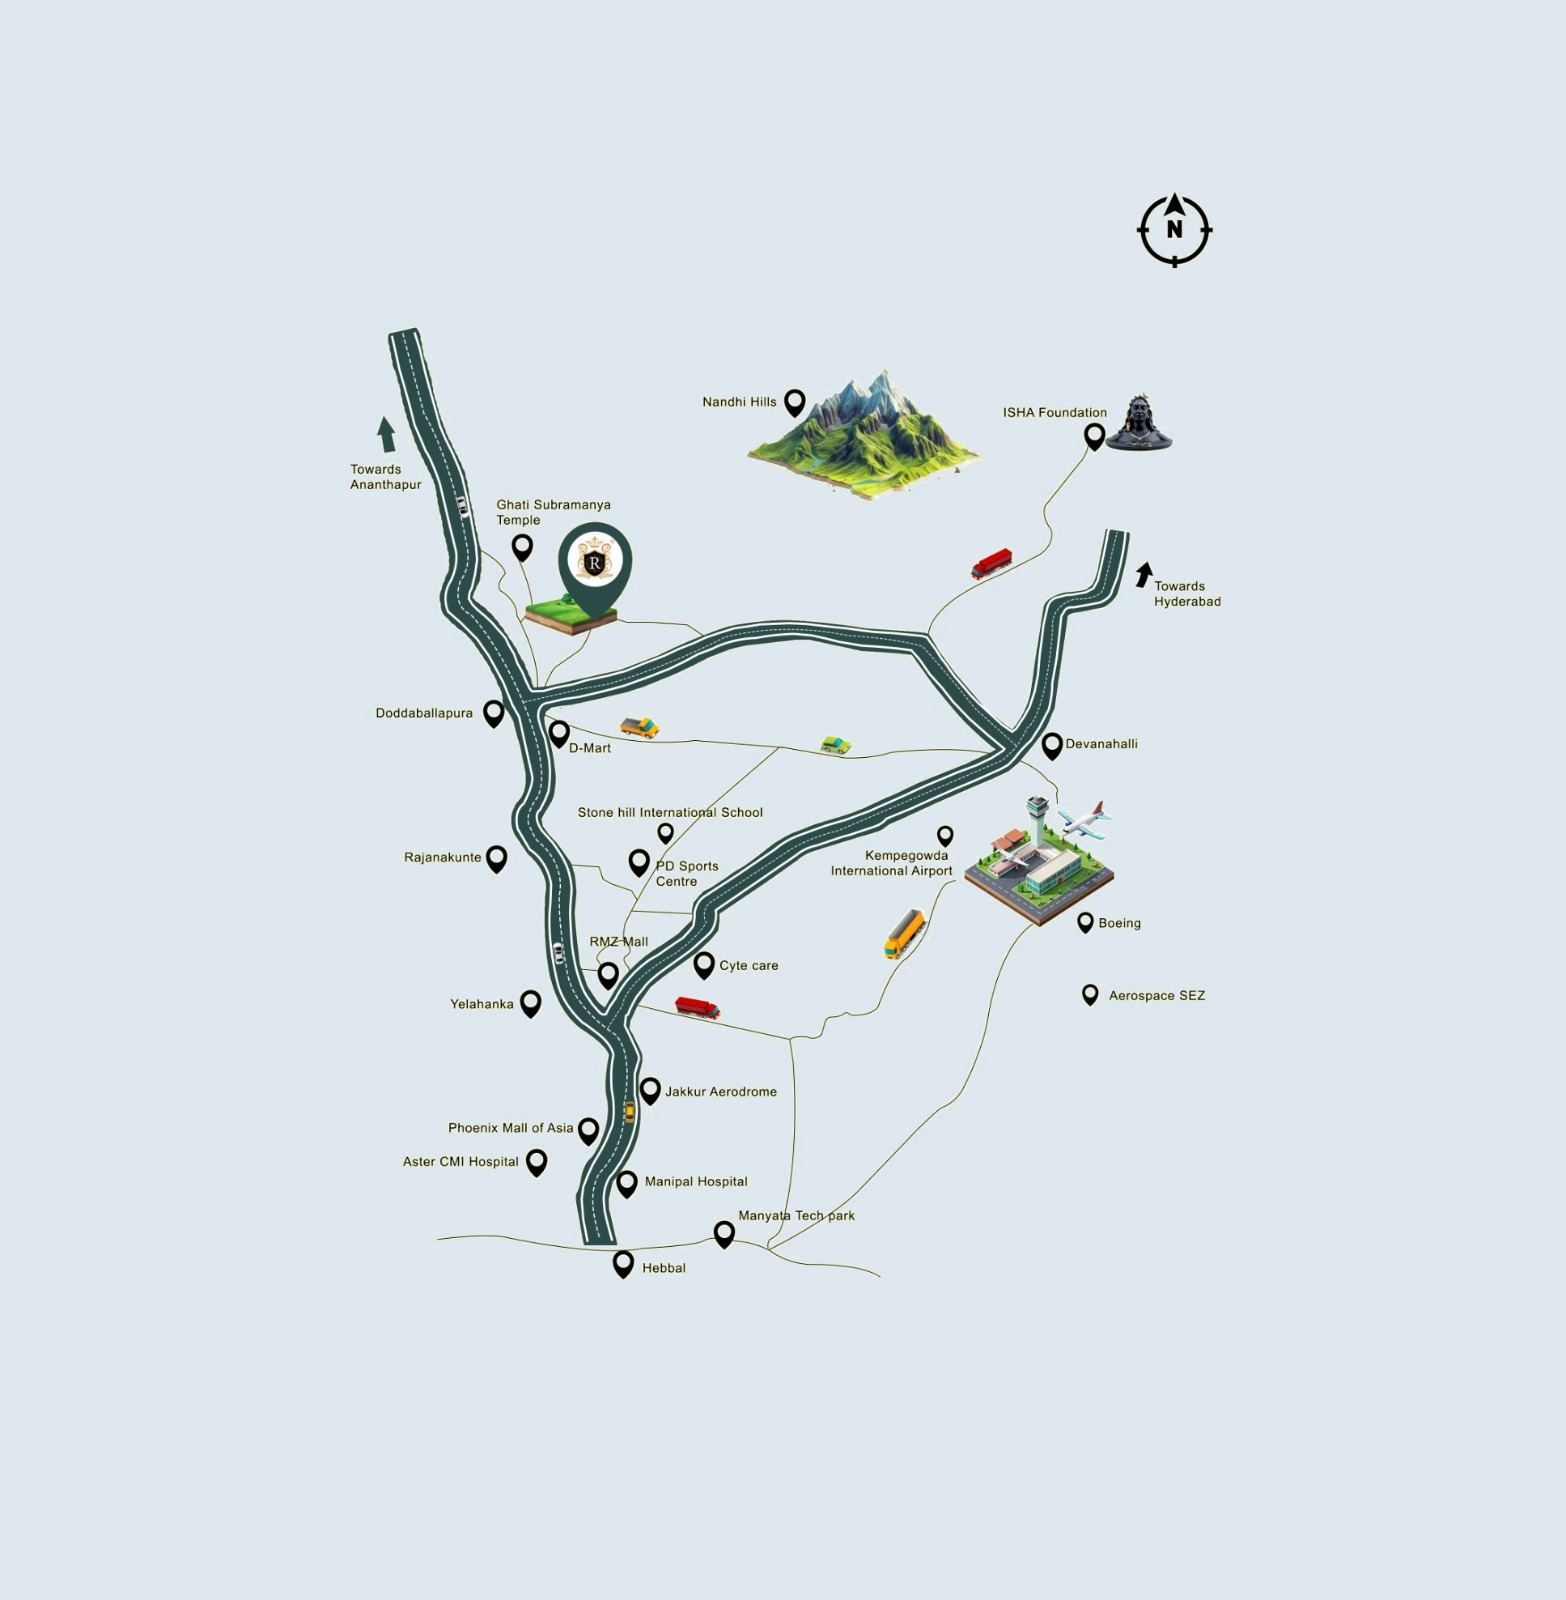 N
Nandhi Hills
ISHA Foundation
Towards
Ananthapur
Ghati Subramanya
Temple
R
Towards
Hyderabad
Doddaballapura
D-Mart
Devanahalli
Stone hill International School
Rajanakunte
PD Sports
Centre
Kempegowda
International Airport
Boeing
RMZ Mall
Cyte care
Aerospace SEZ
Yelahanka
Jakkur Aerodrome
Phoenix Mall of Asia
Aster CMI Hospital
Manipal Hospital
Manyata Tech park
Hebbal